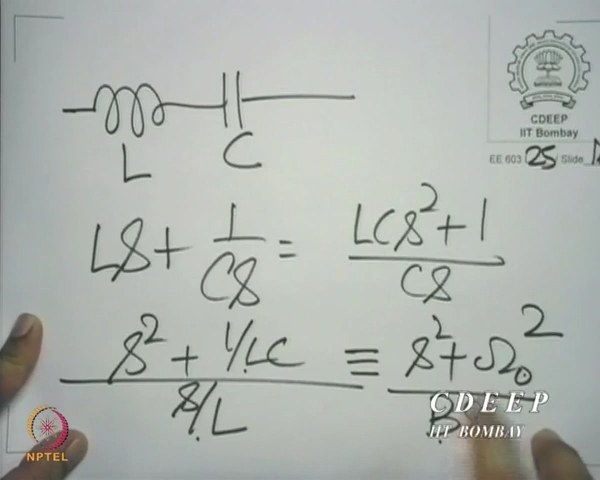 CDEEP
IIT Bombay
EE 603 25 / Slide 1
L C
LS + 1/CS = LCS² + 1 / CS
S² + 1/LC / S/L ≡ S² + Ω₀² / B
CDEEP
IIT BOMBAY
NPTEL